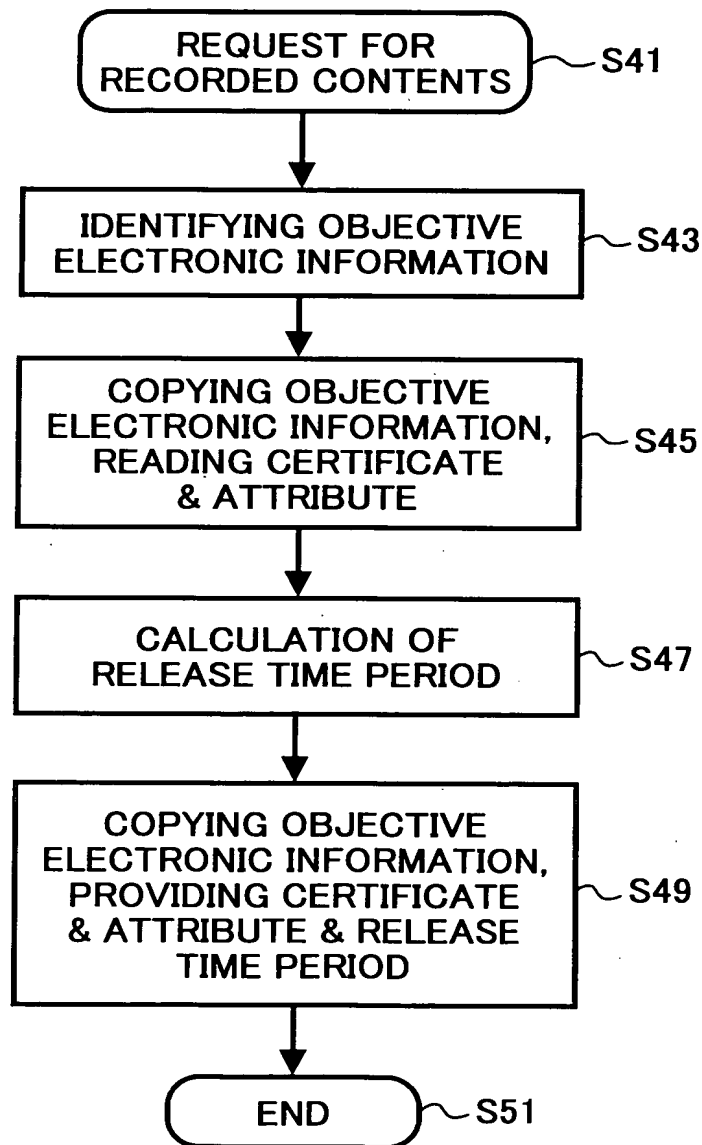 REQUEST FOR
RECORDED CONTENTS
S41
IDENTIFYING OBJECTIVE
ELECTRONIC INFORMATION
S43
COPYING OBJECTIVE
ELECTRONIC INFORMATION,
READING CERTIFICATE
& ATTRIBUTE
S45
CALCULATION OF
RELEASE TIME PERIOD
S47
COPYING OBJECTIVE
ELECTRONIC INFORMATION,
PROVIDING CERTIFICATE
& ATTRIBUTE & RELEASE
TIME PERIOD
S49
END
S51